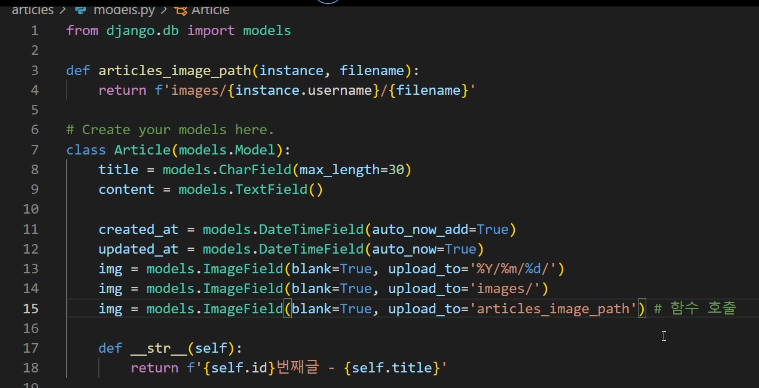 articles > models.py > Article
1 from django.db import models
2
3 def articles_image_path(instance, filename):
4     return f'images/{instance.username}/{filename}'
5
6 # Create your models here.
7 class Article(models.Model):
8     title = models.CharField(max_length=30)
9     content = models.TextField()
10
11     created_at = models.DateTimeField(auto_now_add=True)
12     updated_at = models.DateTimeField(auto_now=True)
13     img = models.ImageField(blank=True, upload_to='%Y/%m/%d/')
14     img = models.ImageField(blank=True, upload_to='images/')
15     img = models.ImageField(blank=True, upload_to='articles_image_path') # 함수 호출
16
17     def __str__(self):
18         return f'{self.id}번째글 - {self.title}'
19